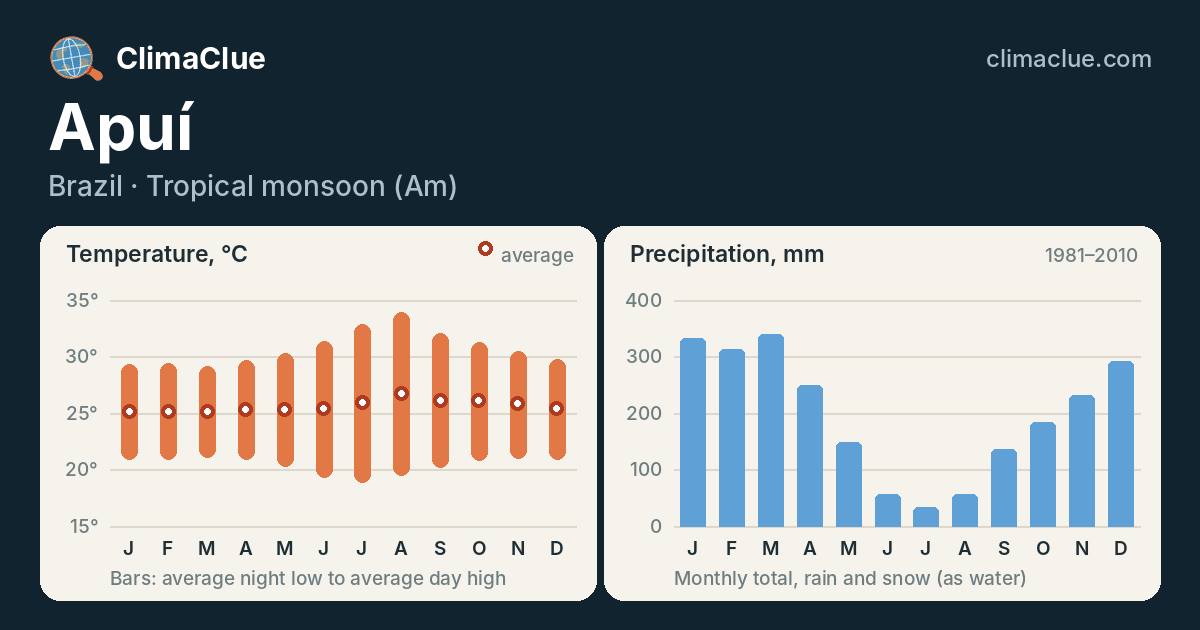 ClimaClue
climaclue.com
Apuí
Brazil · Tropical monsoon (Am)
Temperature, °C
average
35°
30°
25°
20°
15°
J F M A M J J A S O N D
Bars: average night low to average day high
Precipitation, mm
1981–2010
400
300
200
100
0
J F M A M J J A S O N D
Monthly total, rain and snow (as water)